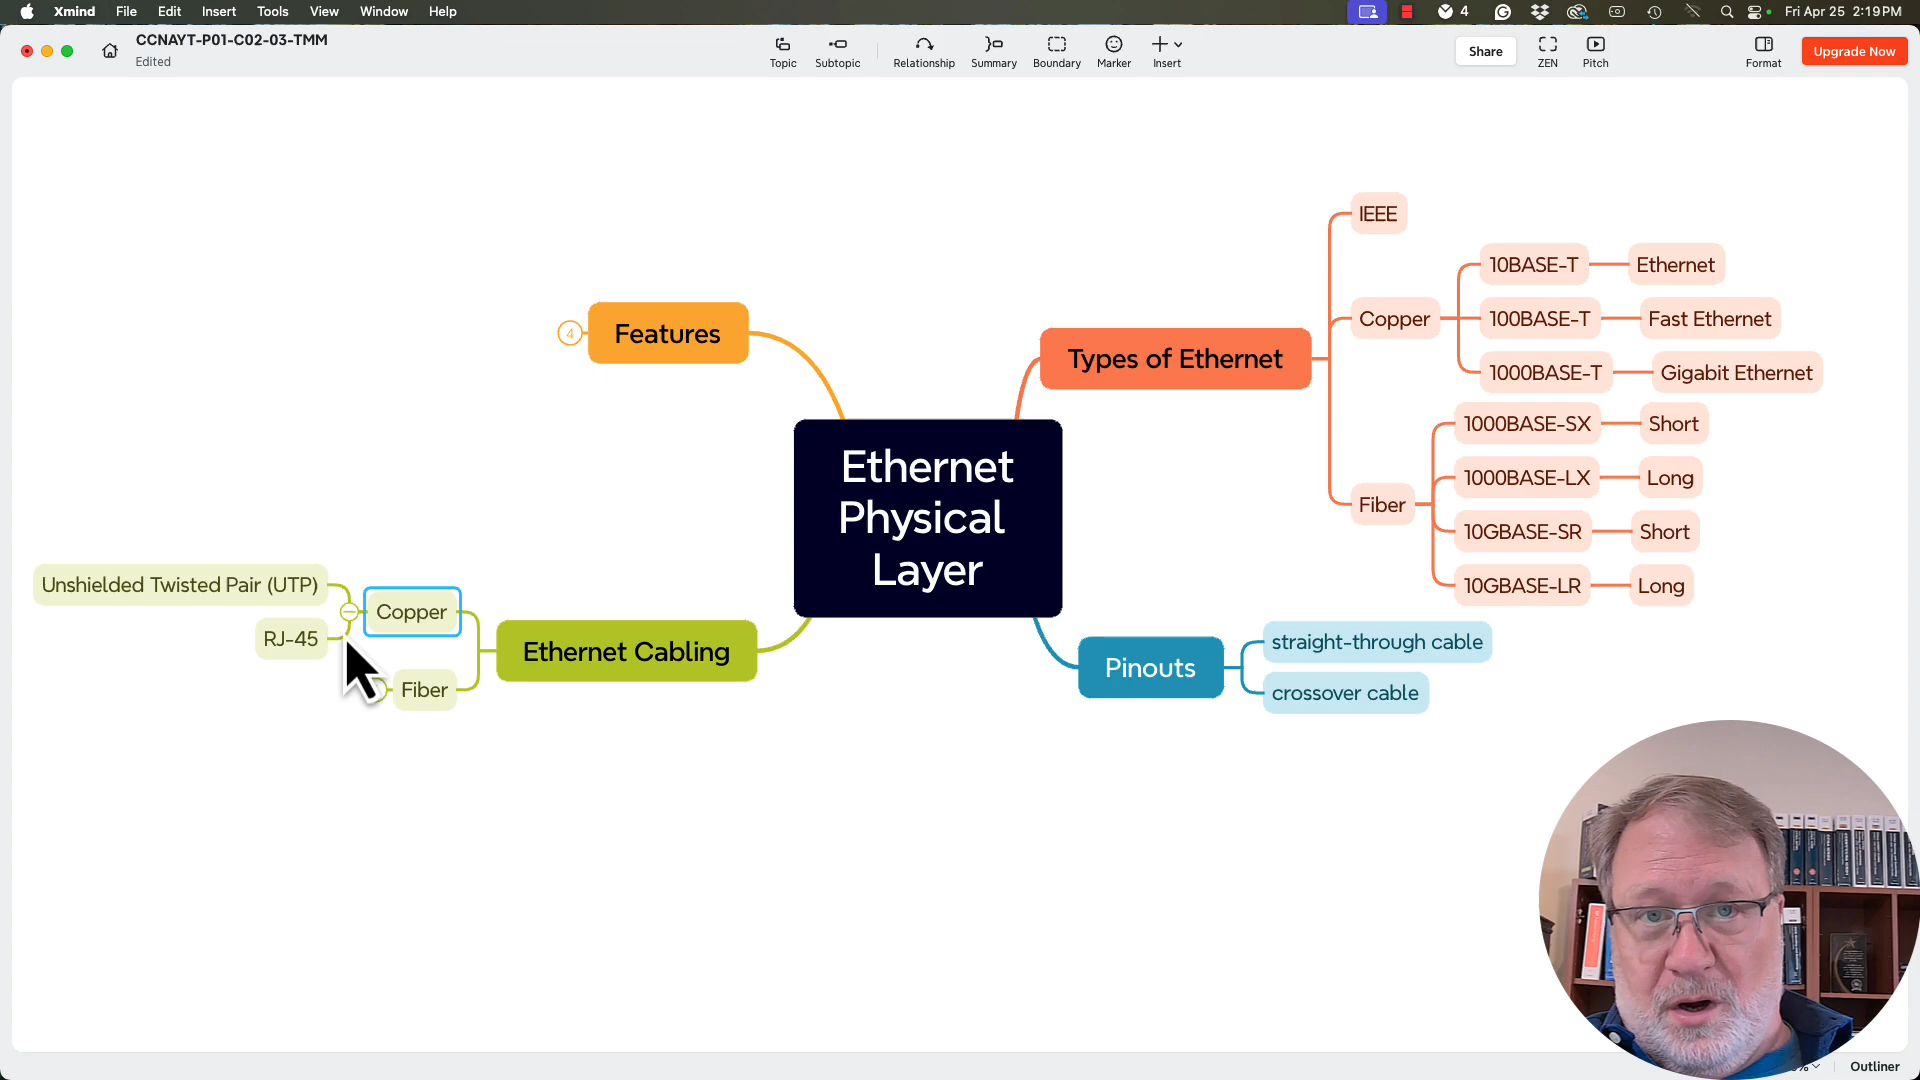 Xmind File Edit Insert Tools View Window Help
4 Fri Apr 25 2:19 PM
CCNAYT-P01-C02-03-TMM
Edited
Topic Subtopic Relationship Summary Boundary Marker Insert
Share ZEN Pitch Format Upgrade Now
IEEE
10BASE-T Ethernet
Copper 100BASE-T Fast Ethernet
1000BASE-T Gigabit Ethernet
4 Features
Types of Ethernet
1000BASE-SX Short
1000BASE-LX Long
Fiber
10GBASE-SR Short
10GBASE-LR Long
Ethernet
Physical
Layer
Unshielded Twisted Pair (UTP)
Copper
RJ-45
Ethernet Cabling
Fiber
Pinouts
straight-through cable
crossover cable
Outliner